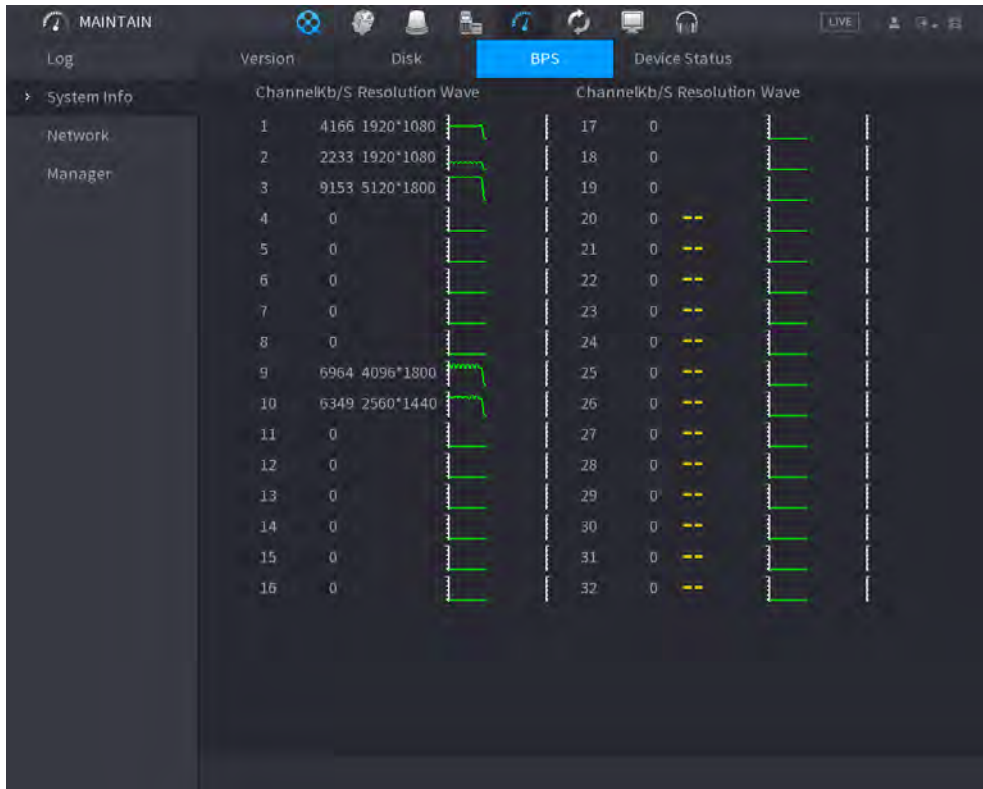 MAINTAIN LIVE
Log Version Disk BPS Device Status
System Info ChannelKb/S Resolution Wave ChannelKb/S Resolution Wave
1 4166 1920*1080 17 0
Network
2 2233 1920*1080 18 0
Manager
3 9153 5120*1800 19 0
4 0 20 0 --
5 0 21 0 --
6 0 22 0 --
7 0 23 0 --
8 0 24 0 --
9 6964 4096*1800 25 0 --
10 6349 2560*1440 26 0 --
11 0 27 0 --
12 0 28 0 --
13 0 29 0 --
14 0 30 0 --
15 0 31 0 --
16 0 32 0 --